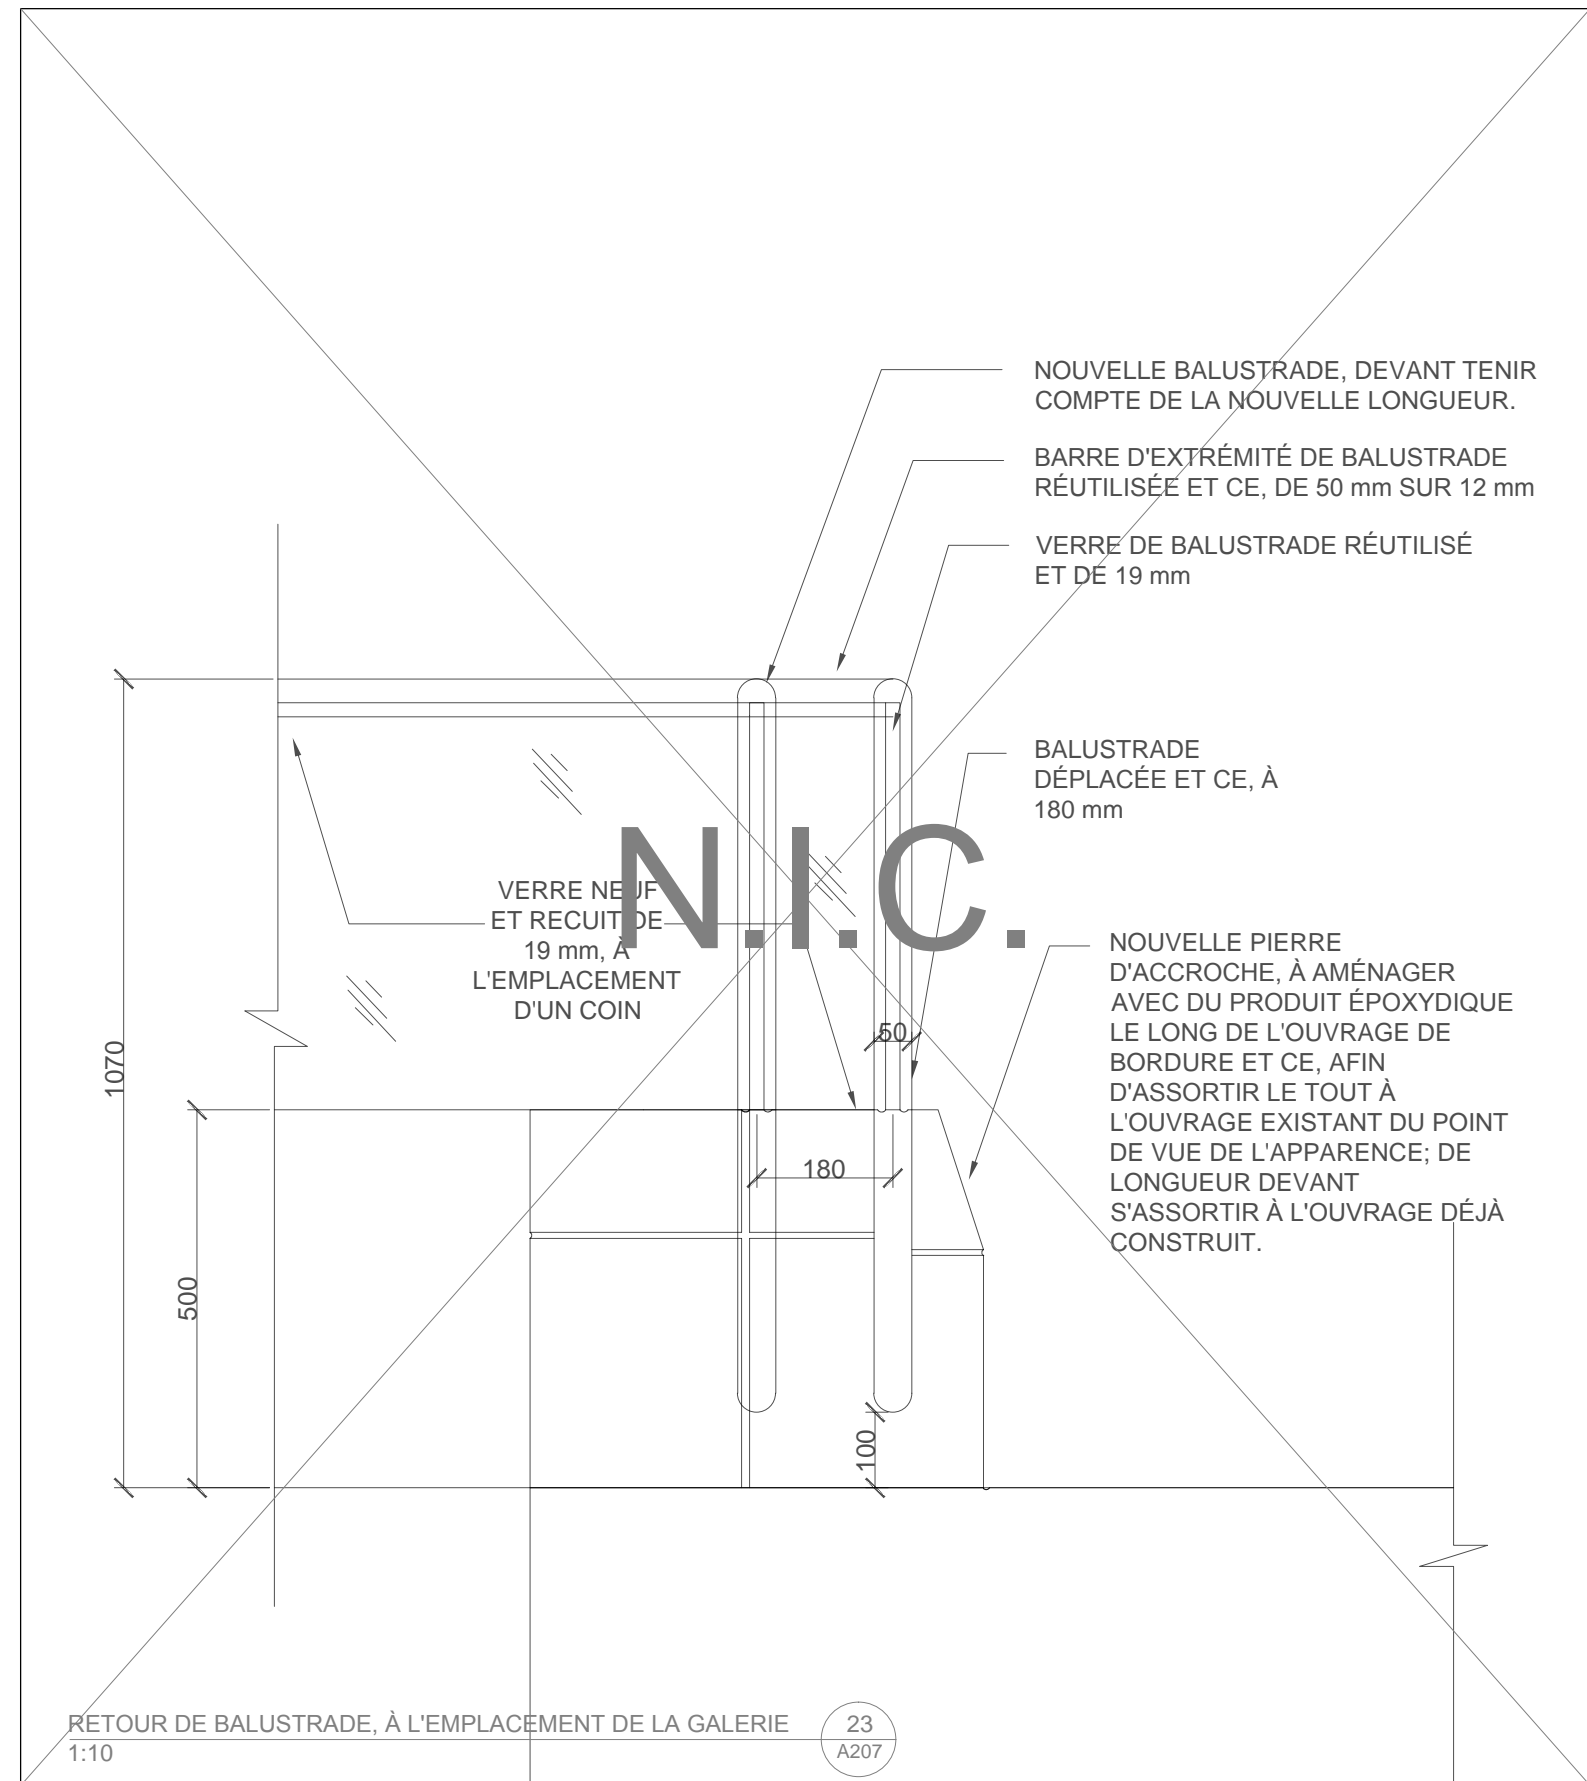 NOUVELLE BALUSTRADE, DEVANT TENIR
COMPTE DE LA NOUVELLE LONGUEUR.
BARRE D'EXTRÉMITÉ DE BALUSTRADE
RÉUTILISÉE ET CE, DE 50 mm SUR 12 mm
VERRE DE BALUSTRADE RÉUTILISÉ
ET DE 19 mm
BALUSTRADE
DÉPLACÉE ET CE, À
180 mm
N.I.C.
VERRE NEUF
ET RECUIT DE
19 mm, À
L'EMPLACEMENT
D'UN COIN
NOUVELLE PIERRE
D'ACCROCHE, À AMÉNAGER
AVEC DU PRODUIT ÉPOXYDIQUE
LE LONG DE L'OUVRAGE DE
BORDURE ET CE, AFIN
D'ASSORTIR LE TOUT À
L'OUVRAGE EXISTANT DU POINT
DE VUE DE L'APPARENCE; DE
LONGUEUR DEVANT
S'ASSORTIR À L'OUVRAGE DÉJÀ
CONSTRUIT.
50
1070
180
500
100
RETOUR DE BALUSTRADE, À L'EMPLACEMENT DE LA GALERIE
1:10
23
A207